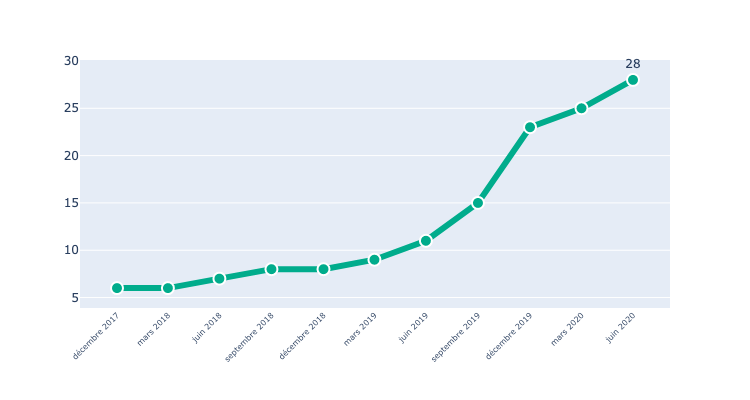 30
28
25
20
15
10
5
décembre 2017
mars 2018
juin 2018
septembre 2018
décembre 2018
mars 2019
juin 2019
septembre 2019
décembre 2019
mars 2020
juin 2020